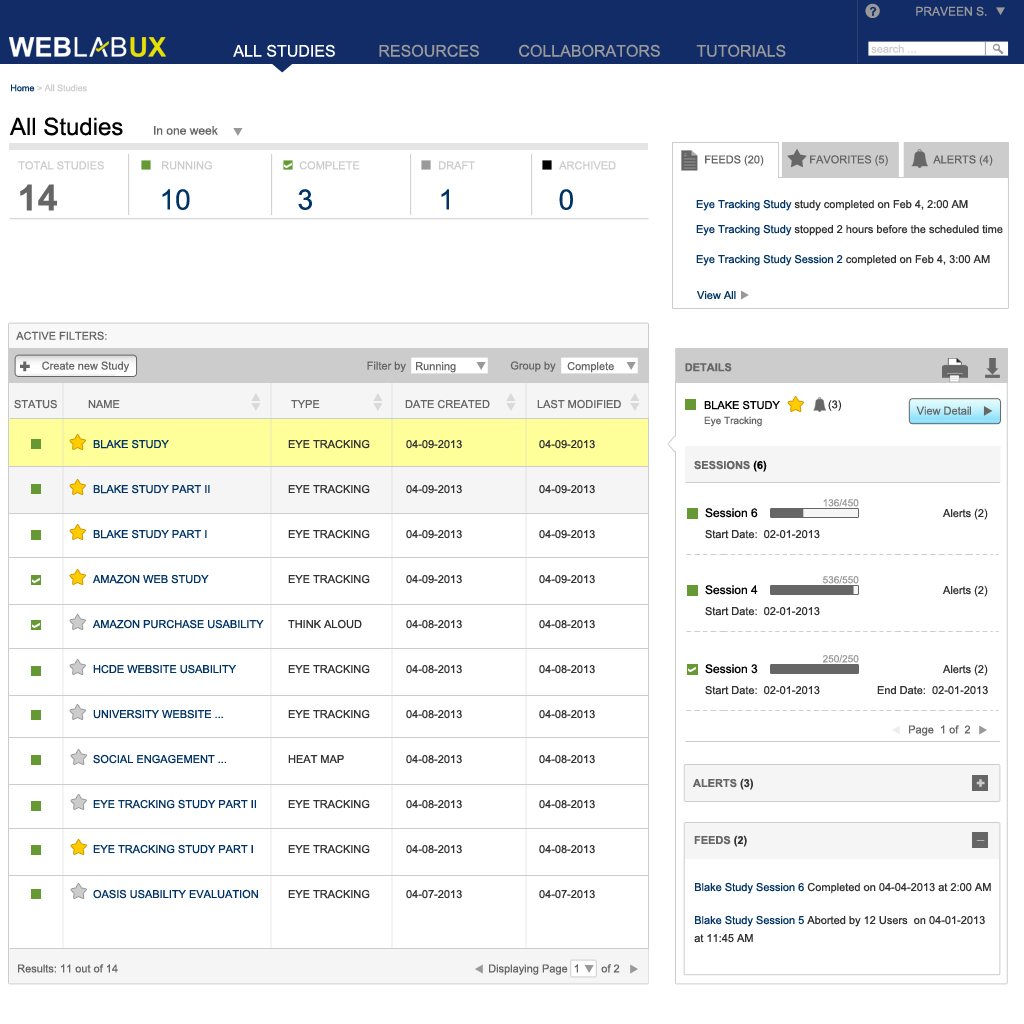 PRAVEEN S.
WEBLABUX
ALL STUDIES RESOURCES COLLABORATORS TUTORIALS
search ...
Home > All Studies
All Studies In one week
TOTAL STUDIES RUNNING COMPLETE DRAFT ARCHIVED
14 10 3 1 0
FEEDS (20) FAVORITES (5) ALERTS (4)
Eye Tracking Study study completed on Feb 4, 2:00 AM
Eye Tracking Study stopped 2 hours before the scheduled time
Eye Tracking Study Session 2 completed on Feb 4, 3:00 AM
View All
ACTIVE FILTERS:
Create new Study Filter by Running Group by Complete
STATUS NAME TYPE DATE CREATED LAST MODIFIED
BLAKE STUDY EYE TRACKING 04-09-2013 04-09-2013
BLAKE STUDY PART II EYE TRACKING 04-09-2013 04-09-2013
BLAKE STUDY PART I EYE TRACKING 04-09-2013 04-09-2013
AMAZON WEB STUDY EYE TRACKING 04-09-2013 04-09-2013
AMAZON PURCHASE USABILITY THINK ALOUD 04-08-2013 04-08-2013
HCDE WEBSITE USABILITY EYE TRACKING 04-08-2013 04-08-2013
UNIVERSITY WEBSITE ... EYE TRACKING 04-08-2013 04-08-2013
SOCIAL ENGAGEMENT ... HEAT MAP 04-08-2013 04-08-2013
EYE TRACKING STUDY PART II EYE TRACKING 04-08-2013 04-08-2013
EYE TRACKING STUDY PART I EYE TRACKING 04-08-2013 04-08-2013
OASIS USABILITY EVALUATION EYE TRACKING 04-07-2013 04-07-2013
Results: 11 out of 14 Displaying Page 1 of 2
DETAILS
BLAKE STUDY (3) View Detail
Eye Tracking
SESSIONS (6)
136/450
Session 6 Alerts (2)
Start Date: 02-01-2013
536/550
Session 4 Alerts (2)
Start Date: 02-01-2013
250/250
Session 3 Alerts (2)
Start Date: 02-01-2013 End Date: 02-01-2013
Page 1 of 2
ALERTS (3)
FEEDS (2)
Blake Study Session 6 Completed on 04-04-2013 at 2:00 AM
Blake Study Session 5 Aborted by 12 Users on 04-01-2013
at 11:45 AM